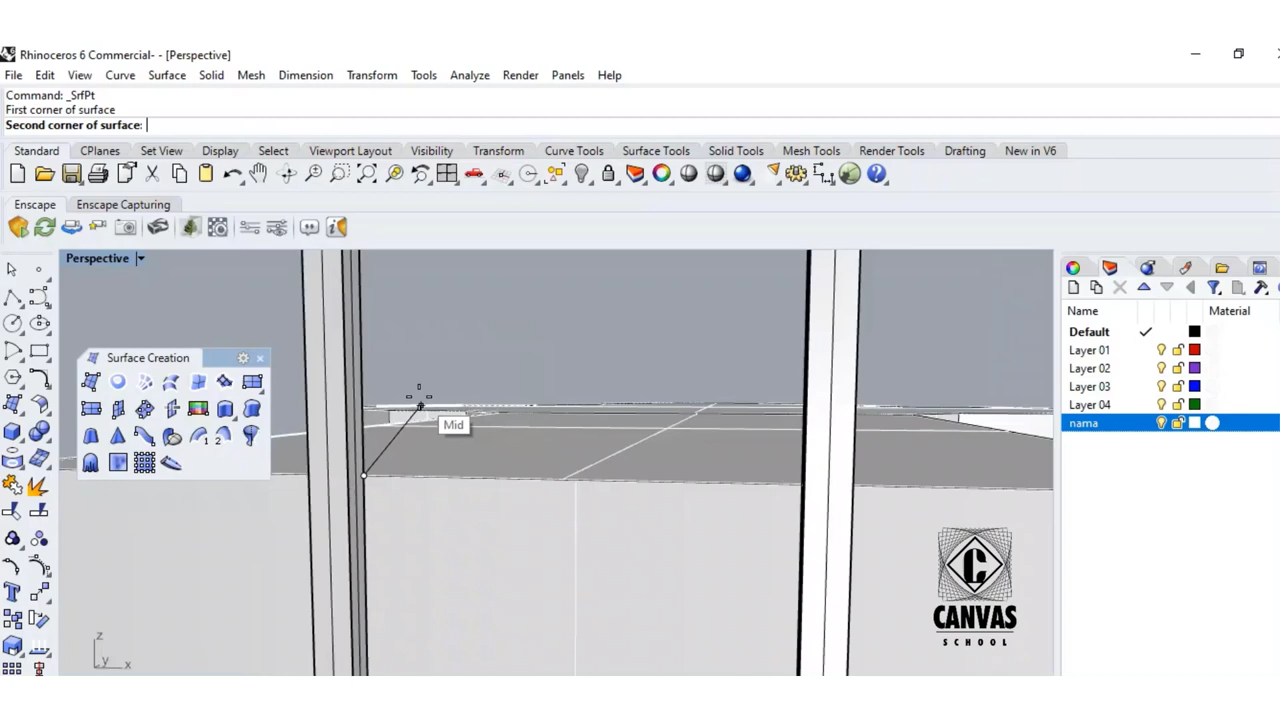 Rhinoceros 6 Commercial- - [Perspective]
File Edit View Curve Surface Solid Mesh Dimension Transform Tools Analyze Render Panels Help
Command: _SrfPt
First corner of surface
Second corner of surface:
Standard CPlanes Set View Display Select Viewport Layout Visibility Transform Curve Tools Surface Tools Solid Tools Mesh Tools Render Tools Drafting New in V6
Enscape Enscape Capturing
Perspective
Name Material
Default
Layer 01
Layer 02
Layer 03
Layer 04
nama
Surface Creation
1 2
Mid
z
y x
C
CANVAS
SCHOOL